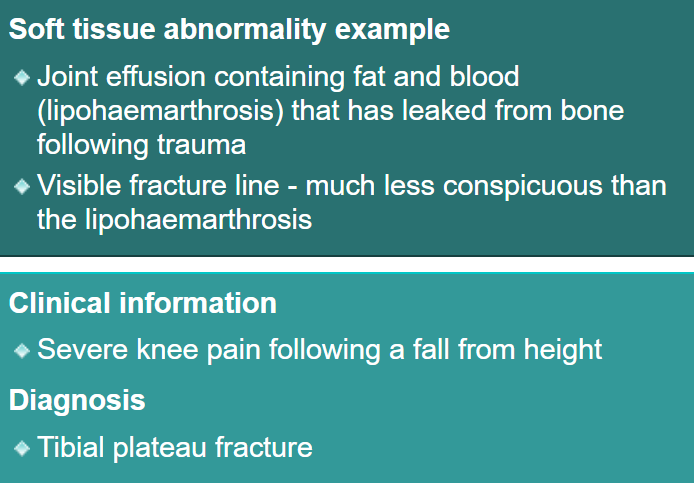 Soft tissue abnormality example
Joint effusion containing fat and blood
(lipohaemarthrosis) that has leaked from bone
following trauma
Visible fracture line - much less conspicuous than
the lipohaemarthrosis
Clinical information
Severe knee pain following a fall from height
Diagnosis
Tibial plateau fracture